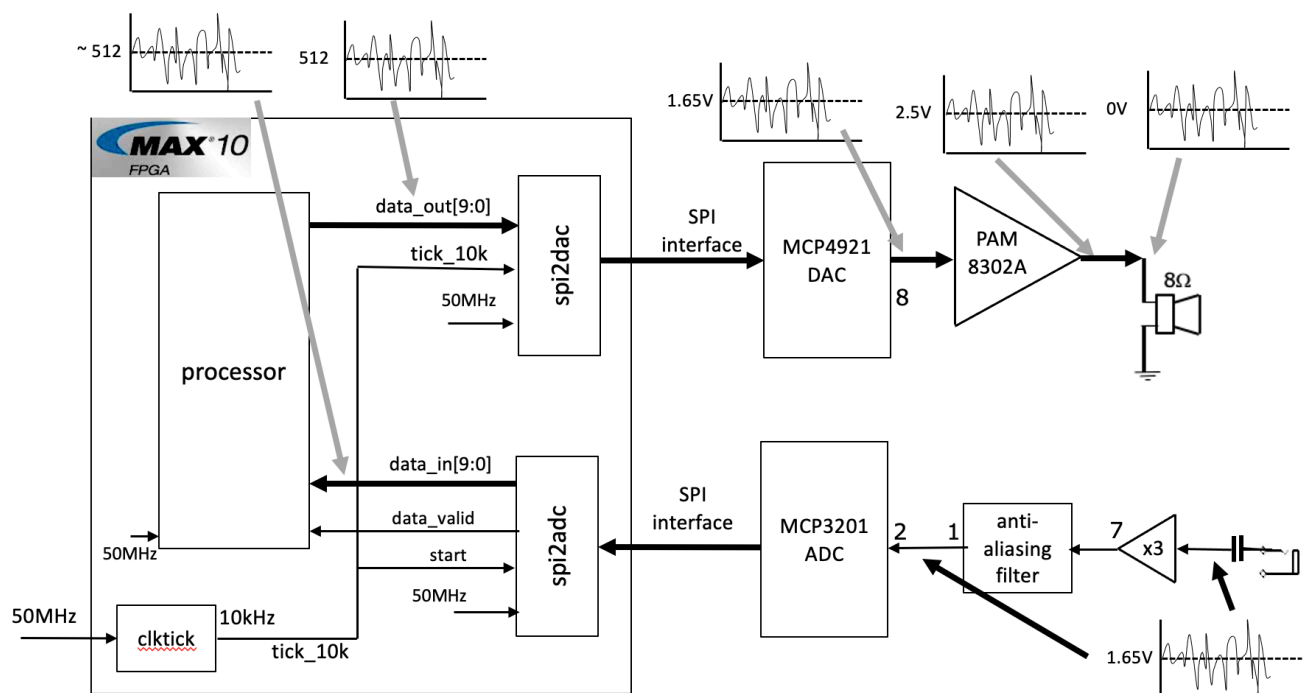 ~ 512
512
1.65V
2.5V
0V
MAX® 10
FPGA
data_out[9:0]
tick_10k
50MHz
spi2dac
SPI
interface
MCP4921
DAC
8
PAM
8302A
8Ω
processor
data_in[9:0]
data_valid
start
50MHz
50MHz
spi2adc
SPI
interface
MCP3201
ADC
2
1
anti-
aliasing
filter
7
x3
50MHz
clktick
10kHz
tick_10k
1.65V